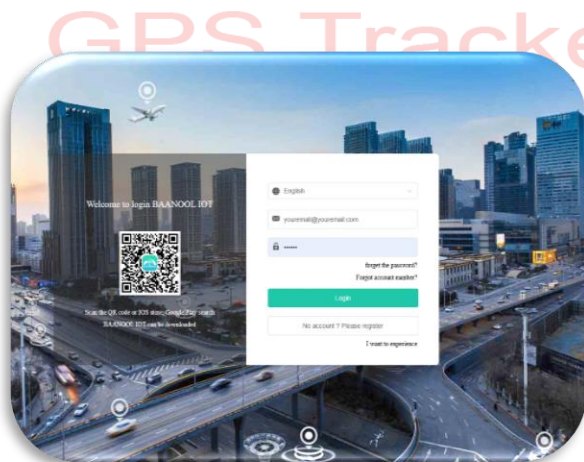 GPS Tracke
Welcome to login BAANOOL IOT
English
youremail@youremail.com
••••••
forget the password?
Forgot account number?
Login
Scan the QR code or IOS store,Google Play search
BAANOOL IOT can be downloaded
No account ? Please register
I want to experience